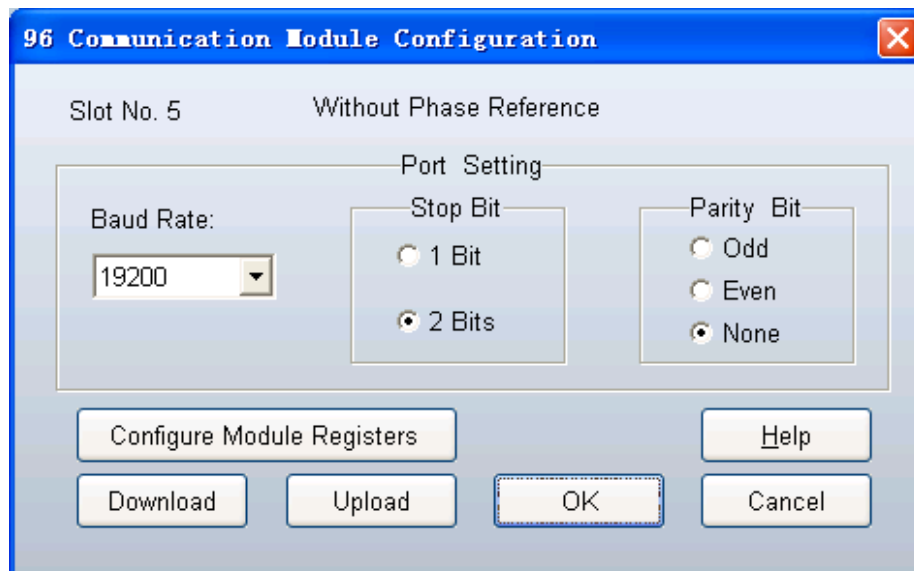 96 Communication Module Configuration
Slot No. 5 Without Phase Reference
Port Setting
Baud Rate:
19200
Stop Bit
1 Bit
2 Bits
Parity Bit
Odd
Even
None
Configure Module Registers Help
Download Upload OK Cancel